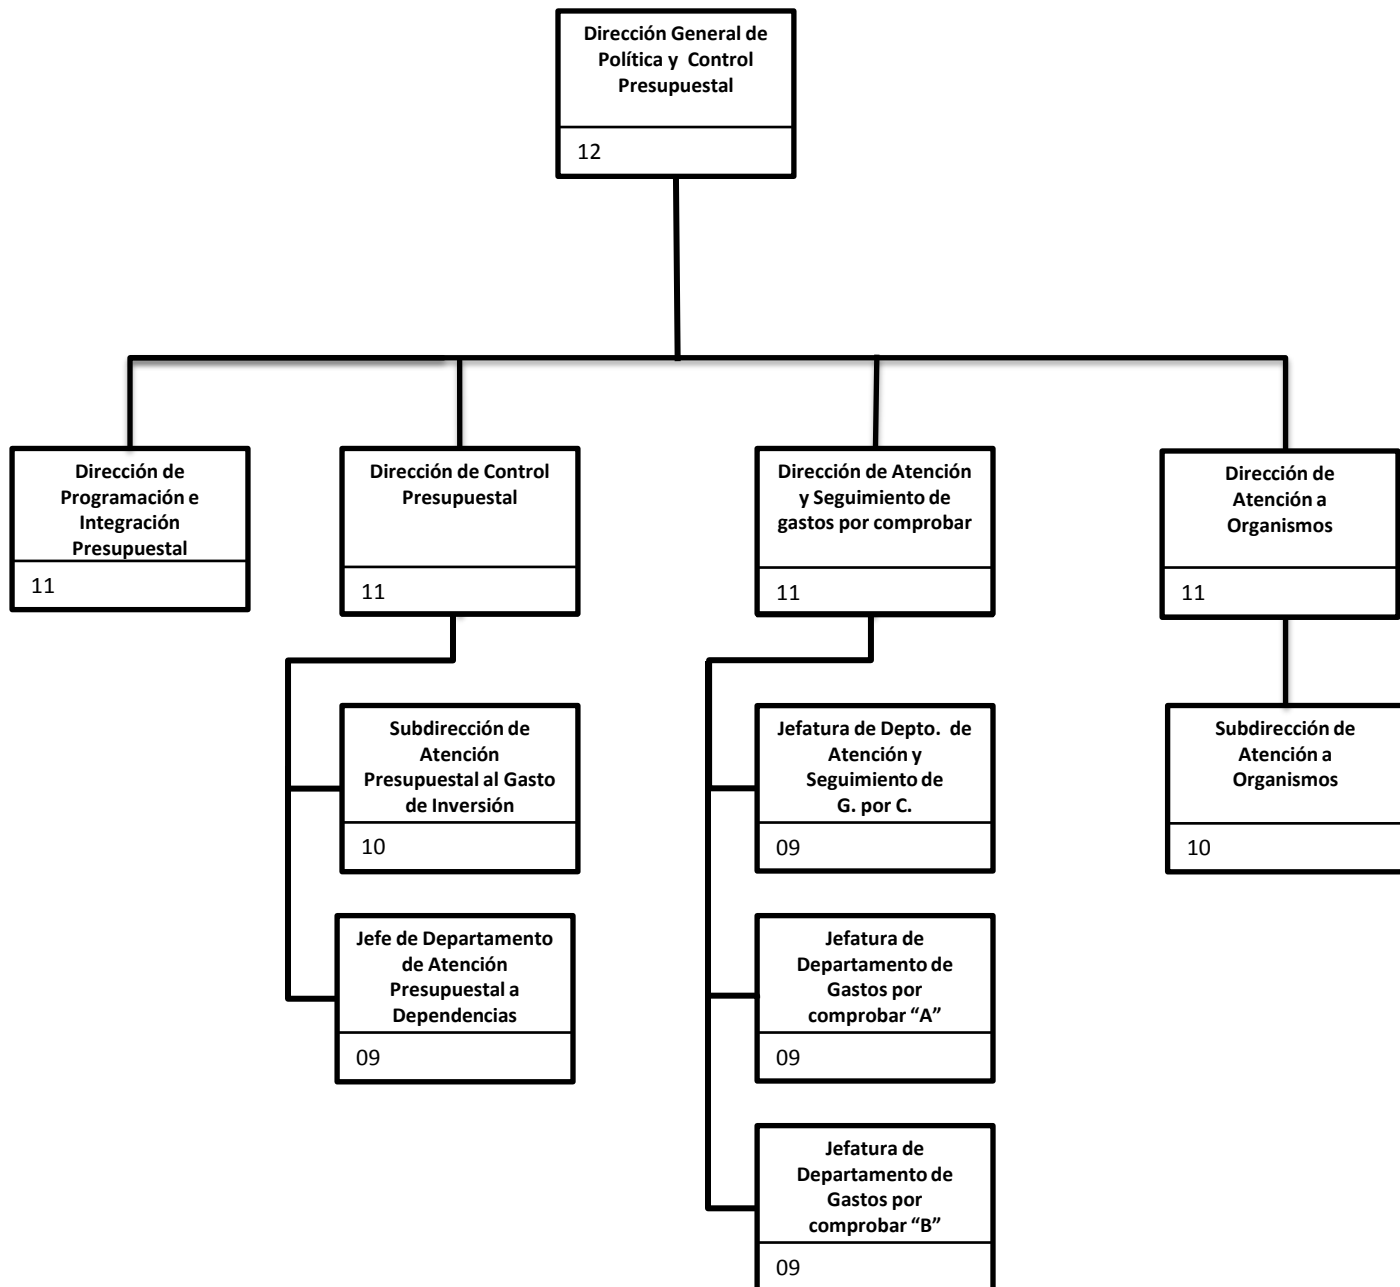 Dirección General de
Política y  Control
Presupuestal
12
Dirección de
Programación e
Integración
Presupuestal
11
Dirección de Control
Presupuestal
11
Dirección de Atención
y Seguimiento de
gastos por comprobar
11
Dirección de
Atención a
Organismos
11
Subdirección de
Atención
Presupuestal al Gasto
de Inversión
10
Jefatura de Depto.  de
Atención y
Seguimiento de
G. por C.
09
Subdirección de
Atención a
Organismos
10
Jefe de Departamento
de Atención
Presupuestal a
Dependencias
09
Jefatura de
Departamento de
Gastos por
comprobar “A”
09
Jefatura de
Departamento de
Gastos por
comprobar “B”
09